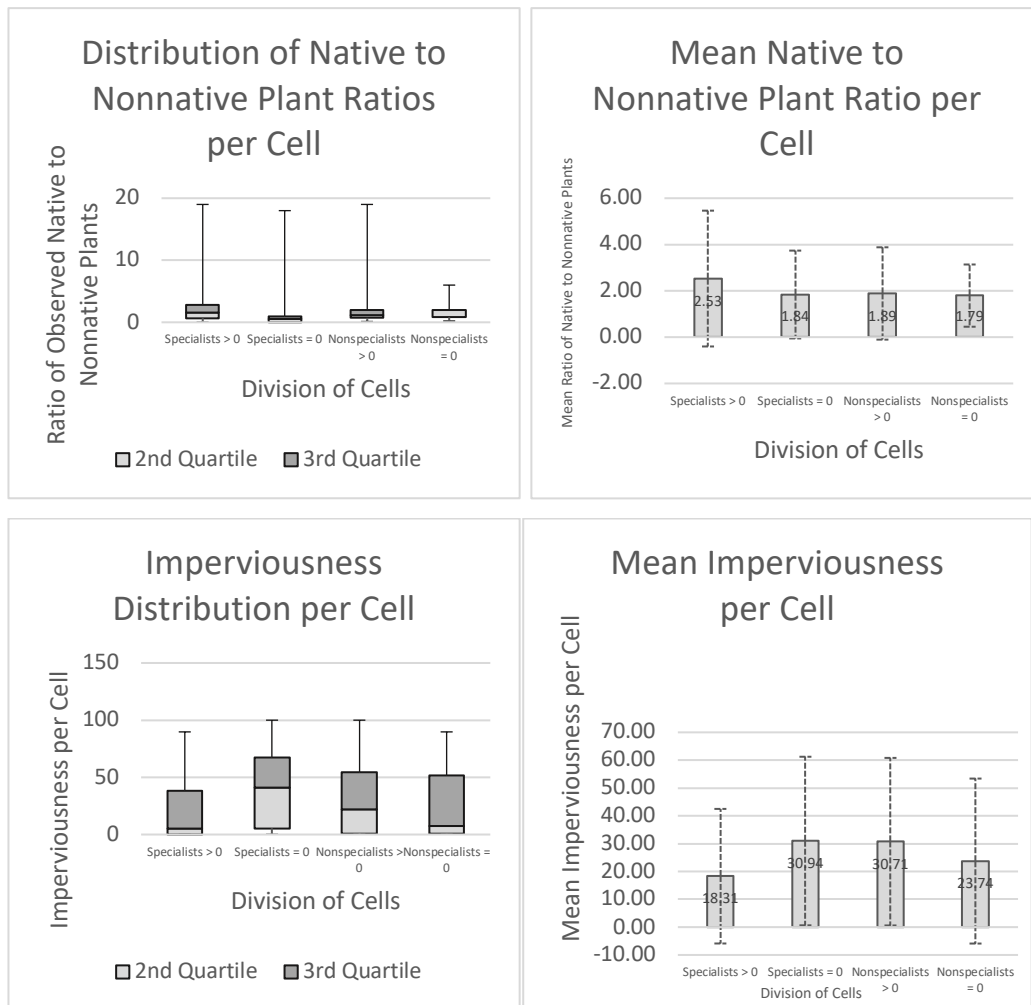 Distribution of Native to
Nonnative Plant Ratios
per Cell
Ratio of Observed Native to
Nonnative Plants
20
10
0
Specialists > 0
Specialists = 0
Nonspecialists
> 0
Nonspecialists
= 0
Division of Cells
2nd Quartile
3rd Quartile
Mean Native to
Nonnative Plant Ratio per
Cell
Mean Ratio of Native to Nonnative Plants
6.00
4.00
2.00
0.00
-2.00
2.53
1.84
1.89
1.79
Specialists > 0
Specialists = 0
Nonspecialists
> 0
Nonspecialists
= 0
Division of Cells
Imperviousness
Distribution per Cell
Imperviousness per Cell
150
100
50
0
Specialists > 0
Specialists = 0
Nonspecialists >
0
Nonspecialists =
0
Division of Cells
2nd Quartile
3rd Quartile
Mean Imperviousness
per Cell
Mean Imperviousness per Cell
70.00
60.00
50.00
40.00
30.00
20.00
10.00
0.00
-10.00
18.31
30.94
30.71
23.74
Specialists > 0
Specialists = 0
Nonspecialists
> 0
Nonspecialists
= 0
Division of Cells